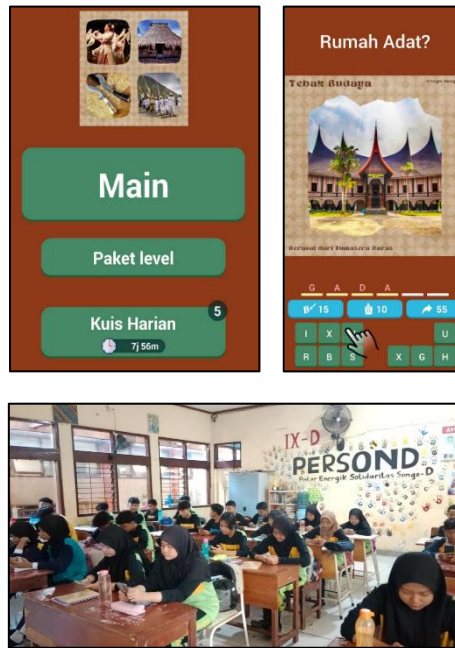 Main
Paket level
Kuis Harian
5
7j 56m
Rumah Adat?
Tebak Budaya
Berasal dari Sumatera Barat
G A D A
15
10
55
I X
U
R B S
X G H
IX-D
PERSOND
Pelar Energik Solidaritas Songo-D